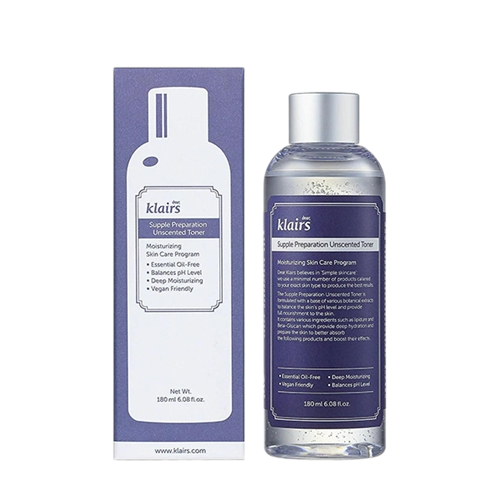 dear,
klairs
Supple Preparation
Unscented Toner
Moisturizing
Skin Care Program
• Essential Oil-Free
• Balances pH Level
• Deep Moisturizing
• Vegan Friendly
Net Wt.
180 ml 6.08 fl.oz.
www.klairs.com
dear,
klairs
Supple Preparation Unscented Toner
Moisturizing Skin Care Program
Dear, Klairs believes in 'Simple skincare'
we use a minimal number of products catered
to your exact skin type to produce the best results.
The Supple Preparation Unscented Toner is
formulated with a base of various botanical extracts
to balance the skin's pH level and provide
full nourishment to the skin.
It contains various ingredients such as lipidure and
Beta-Glucan which provide deep hydration and
prepare the skin to better absorb
the following products and boost their effects.
• Essential Oil-Free • Deep Moisturizing
• Vegan Friendly • Balances pH Level
180 ml 6.08 fl.oz.